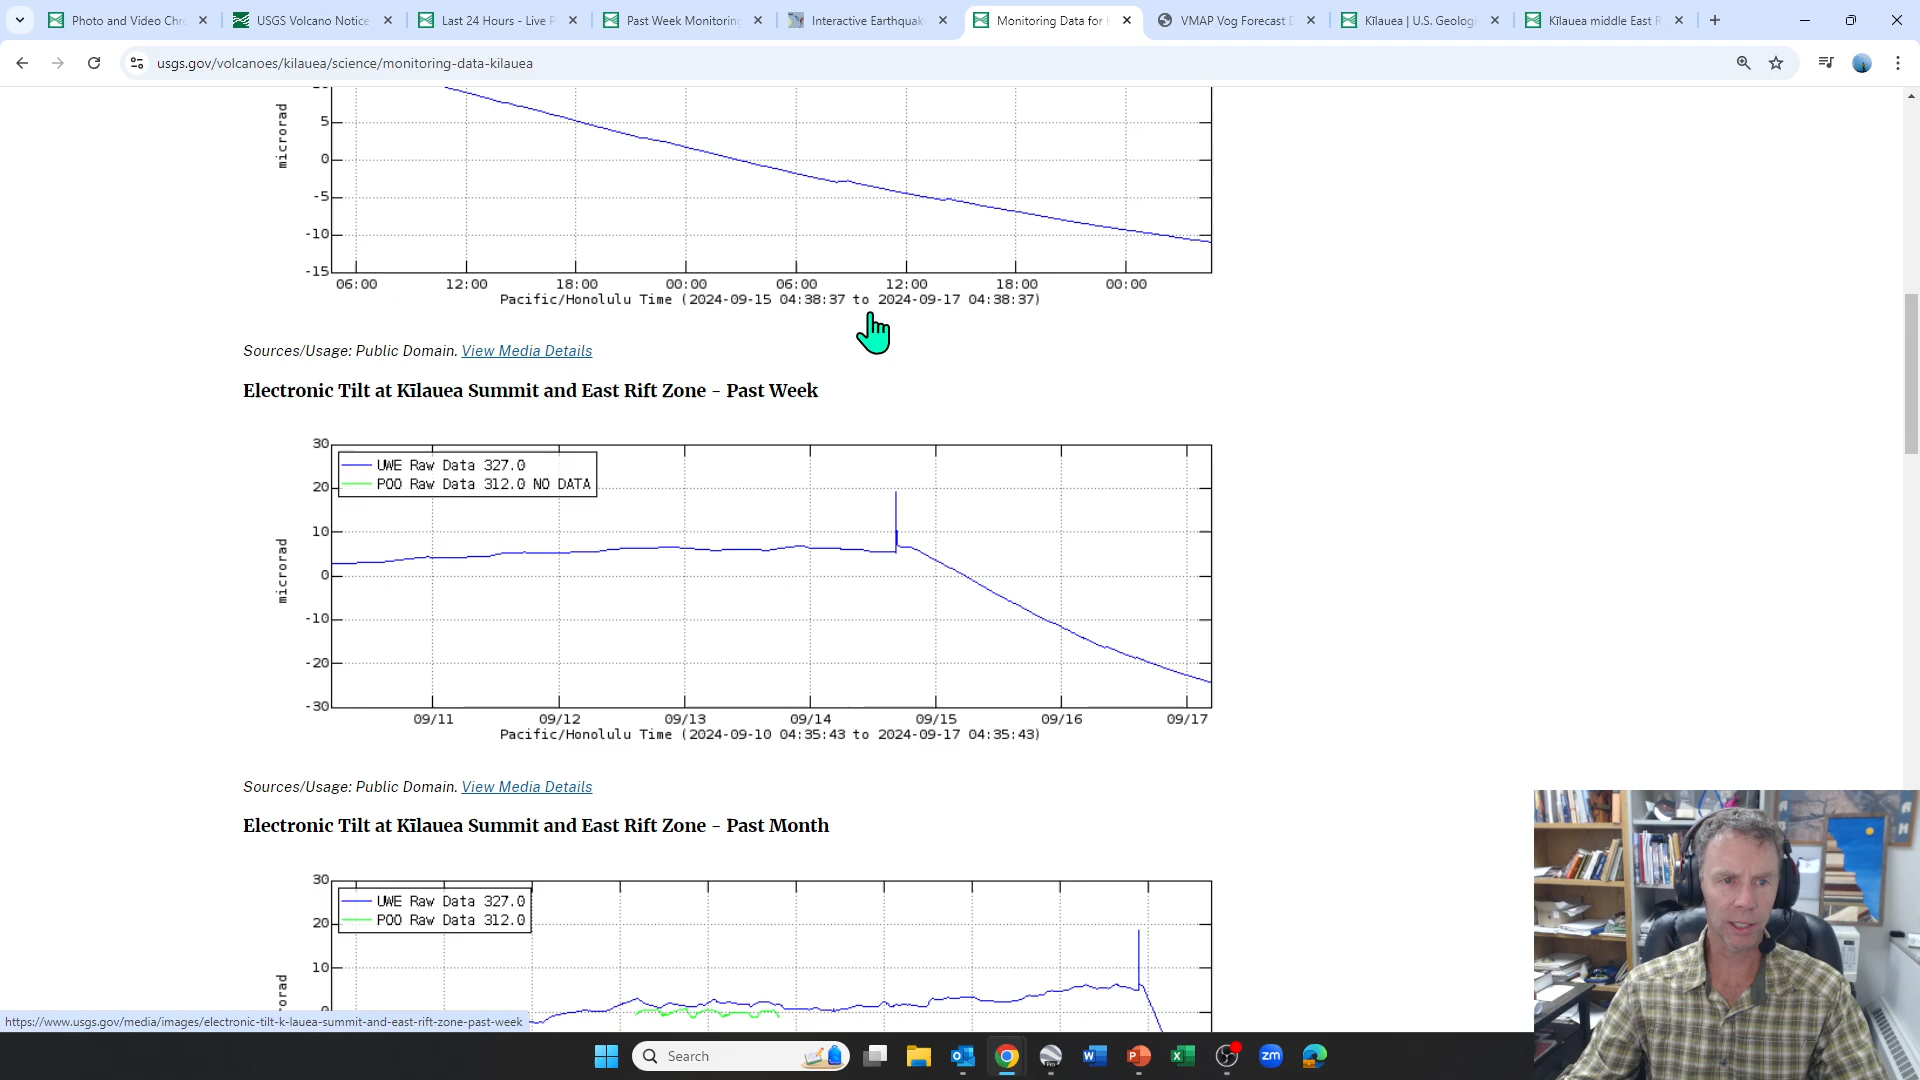 Photo and Video Chr
USGS Volcano Notice
Last 24 Hours - Live P
Past Week Monitoring
Interactive Earthquak
Monitoring Data for
VMAP Vog Forecast
Kīlauea | U.S. Geologi
Kīlauea middle East R
usgs.gov/volcanoes/kilauea/science/monitoring-data-kilauea
microrad
5
0
-5
-10
-15
06:00 12:00 18:00 00:00 06:00 12:00 18:00 00:00
Pacific/Honolulu Time (2024-09-15 04:38:37 to 2024-09-17 04:38:37)
Sources/Usage: Public Domain. View Media Details
Electronic Tilt at Kīlauea Summit and East Rift Zone - Past Week
30
20
10
0
-10
-20
-30
microrad
UWE Raw Data 327.0
POO Raw Data 312.0 NO DATA
09/11 09/12 09/13 09/14 09/15 09/16 09/17
Pacific/Honolulu Time (2024-09-10 04:35:43 to 2024-09-17 04:35:43)
Sources/Usage: Public Domain. View Media Details
Electronic Tilt at Kīlauea Summit and East Rift Zone - Past Month
30
20
10
0
orad
UWE Raw Data 327.0
POO Raw Data 312.0
https://www.usgs.gov/media/images/electronic-tilt-k-lauea-summit-and-east-rift-zone-past-week
Search
zm